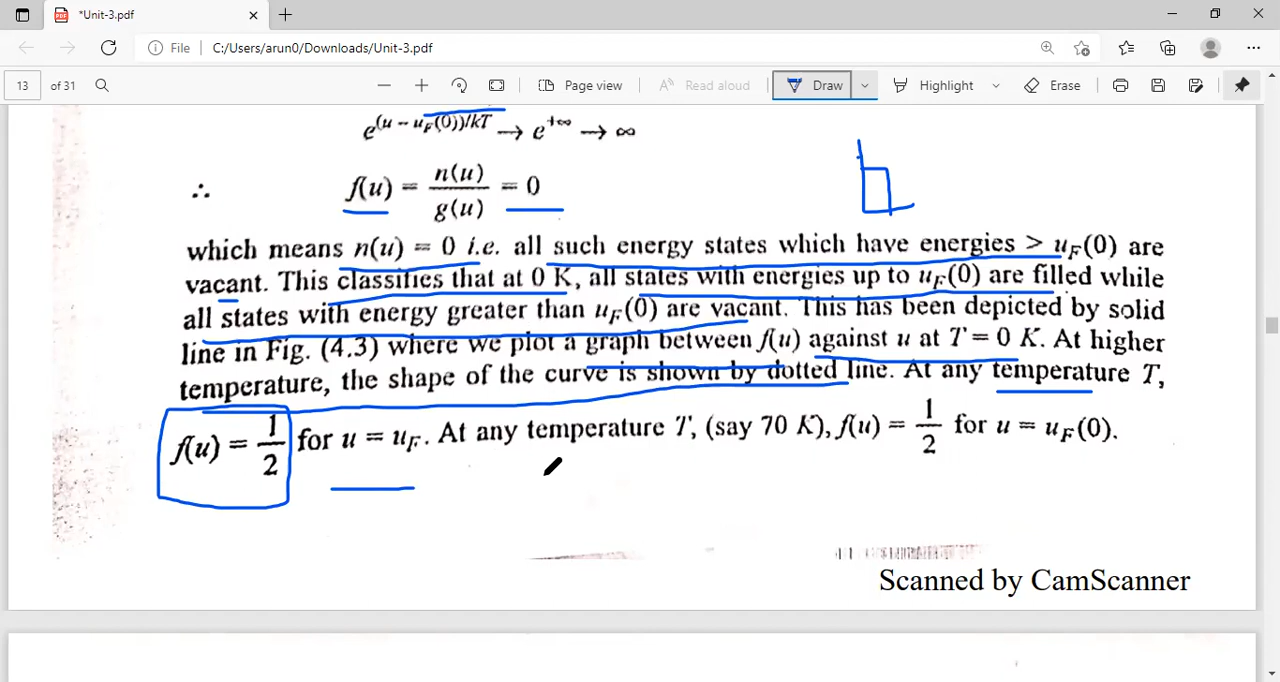 *Unit-3.pdf
File C:/Users/arun0/Downloads/Unit-3.pdf
13 of 31 Page view Read aloud Draw Highlight Erase
e^(u − u_F(0))/kT → e^+∞ → ∞
∴ f(u) = n(u)/g(u) = 0
which means n(u) = 0 i.e. all such energy states which have energies > u_F(0) are
vacant. This classifies that at 0 K, all states with energies up to u_F(0) are filled while
all states with energy greater than u_F(0) are vacant. This has been depicted by solid
line in Fig. (4.3) where we plot a graph between f(u) against u at T = 0 K. At higher
temperature, the shape of the curve is shown by dotted line. At any temperature T,
f(u) = 1/2 for u = u_F. At any temperature T, (say 70 K), f(u) = 1/2 for u = u_F(0).
Scanned by CamScanner